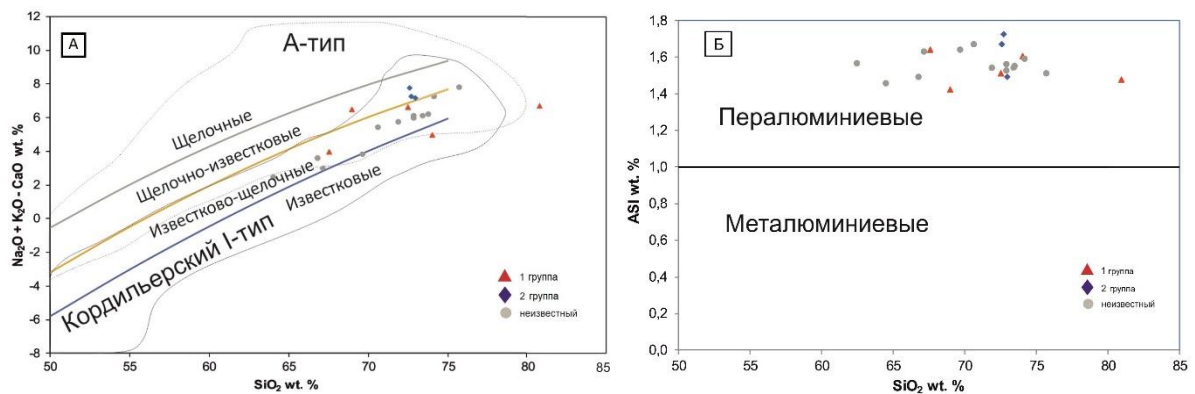 А
А-тип
Щелочные
Щелочно-известковые
Известково-щелочные
Известковые
Кордильерский I-тип
1 группа
2 группа
неизвестный
12
10
8
6
4
2
0
-2
-4
-6
-8
50 55 60 65 70 75 80 85
Na2O + K2O - CaO wt. %
SiO2 wt. %
Б
Пералюминиевые
Металюминиевые
1 группа
2 группа
неизвестный
1,8
1,6
1,4
1,2
1,0
0,8
0,6
0,4
0,2
0,0
50 55 60 65 70 75 80 85
ASI wt. %
SiO2 wt. %